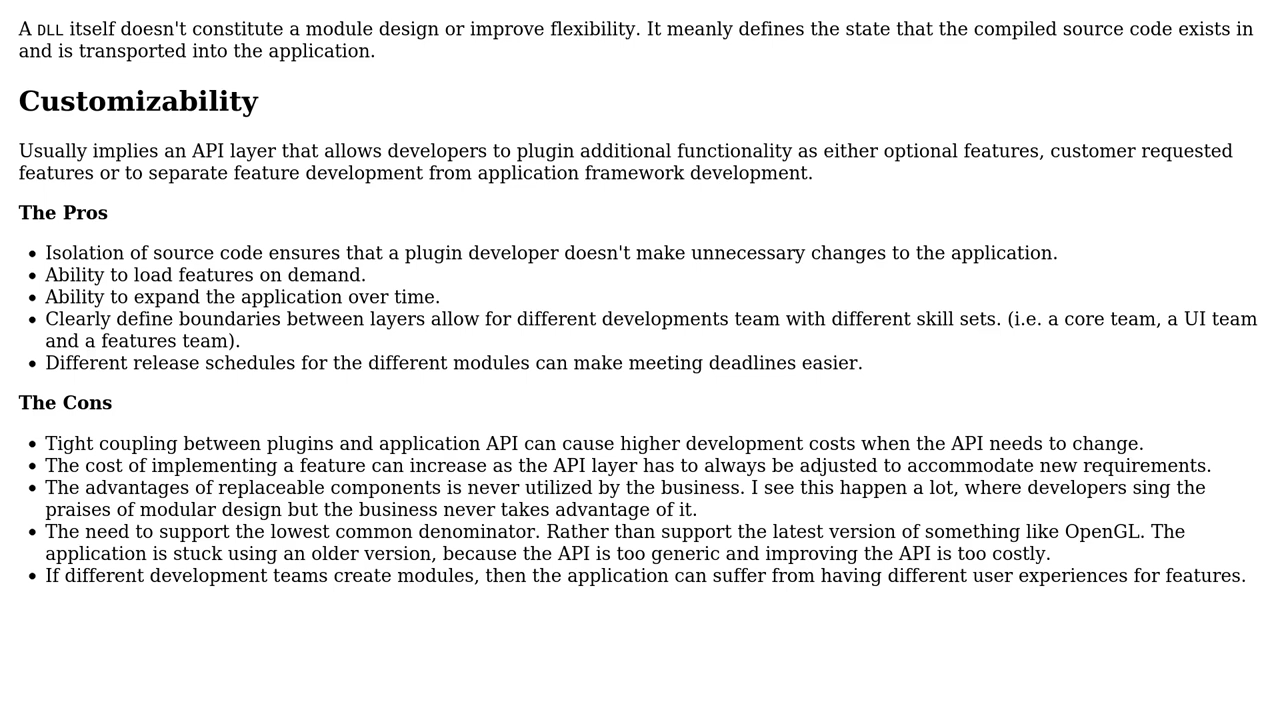 A DLL itself doesn't constitute a module design or improve flexibility. It meanly defines the state that the compiled source code exists in
and is transported into the application.
Customizability
Usually implies an API layer that allows developers to plugin additional functionality as either optional features, customer requested
features or to separate feature development from application framework development.
The Pros
• Isolation of source code ensures that a plugin developer doesn't make unnecessary changes to the application.
• Ability to load features on demand.
• Ability to expand the application over time.
• Clearly define boundaries between layers allow for different developments team with different skill sets. (i.e. a core team, a UI team
and a features team).
• Different release schedules for the different modules can make meeting deadlines easier.
The Cons
• Tight coupling between plugins and application API can cause higher development costs when the API needs to change.
• The cost of implementing a feature can increase as the API layer has to always be adjusted to accommodate new requirements.
• The advantages of replaceable components is never utilized by the business. I see this happen a lot, where developers sing the
praises of modular design but the business never takes advantage of it.
• The need to support the lowest common denominator. Rather than support the latest version of something like OpenGL. The
application is stuck using an older version, because the API is too generic and improving the API is too costly.
• If different development teams create modules, then the application can suffer from having different user experiences for features.